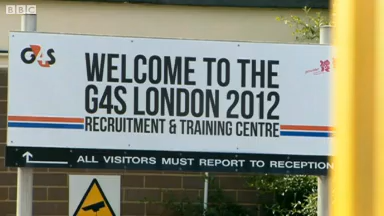 BBC
G4S
WELCOME TO THE
G4S LONDON 2012
RECRUITMENT & TRAINING CENTRE
ALL VISITORS MUST REPORT TO RECEPTION